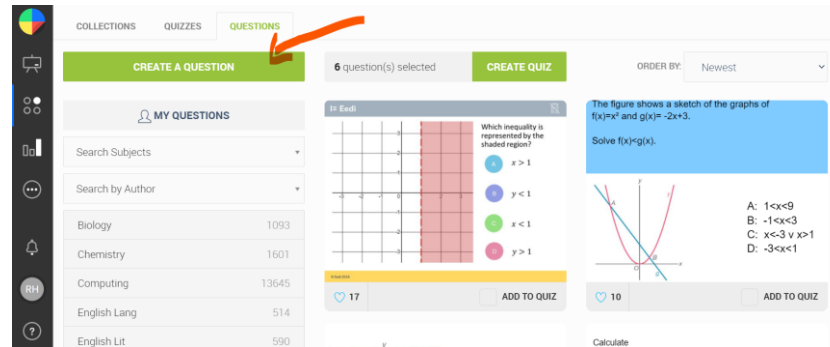 COLLECTIONS QUIZZES QUESTIONS
CREATE A QUESTION
6 question(s) selected
CREATE QUIZ
ORDER BY:
Newest
MY QUESTIONS
Search Subjects
Search by Author
Biology 1093
Chemistry 1601
Computing 13645
English Lang 514
English Lit 590
RH
?
Eedi
Which inequality is
represented by the
shaded region?
A x > 1
B y < 1
C x < 1
D y > 1
17
ADD TO QUIZ
The figure shows a sketch of the graphs of
f(x)=x² and g(x)= -2x+3.
Solve f(x)<g(x).
y
A
B
O
x
A: 1<x<9
B: -1<x<3
C: x<-3 v x>1
D: -3<x<1
10
ADD TO QUIZ
y
Calculate